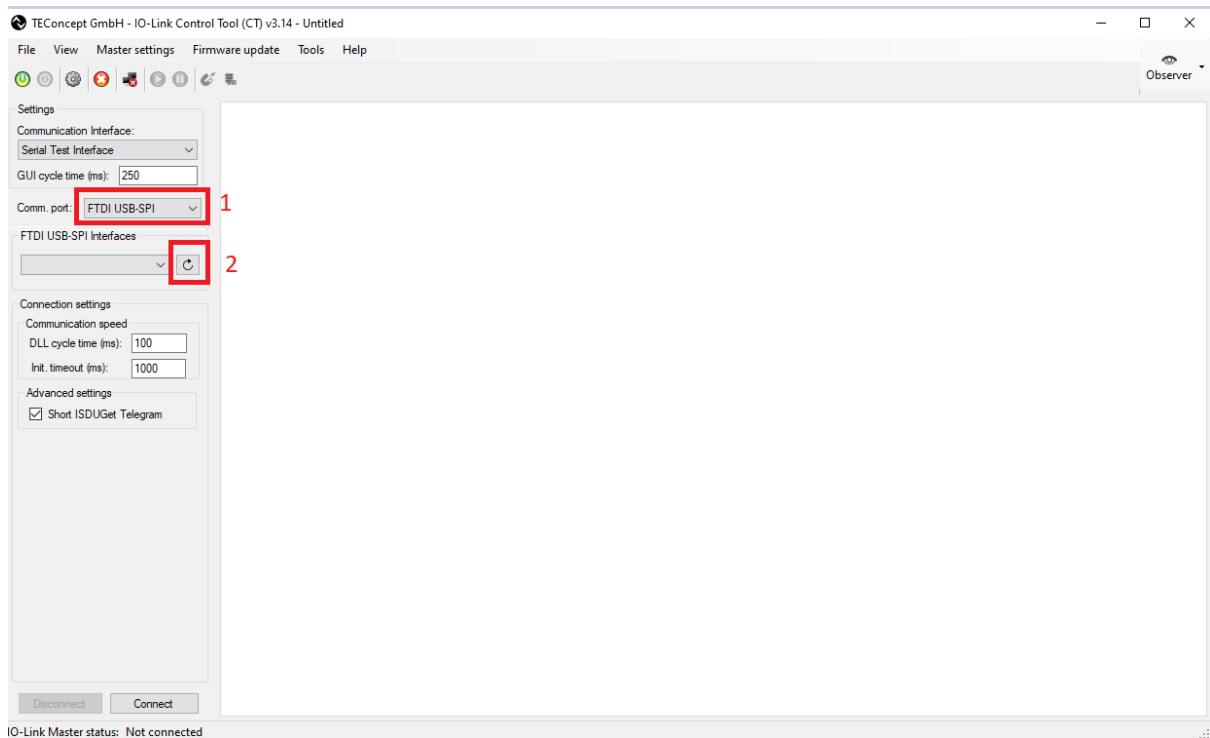 TEConcept GmbH - IO-Link Control Tool (CT) v3.14 - Untitled
File View Master settings Firmware update Tools Help
Observer
Settings
Communication Interface:
Serial Test Interface
GUI cycle time (ms): 250
Comm. port: FTDI USB-SPI 1
FTDI USB-SPI Interfaces
2
Connection settings
Communication speed
DLL cycle time (ms): 100
Init. timeout (ms): 1000
Advanced settings
Short ISDUGet Telegram
Disconnect Connect
IO-Link Master status: Not connected